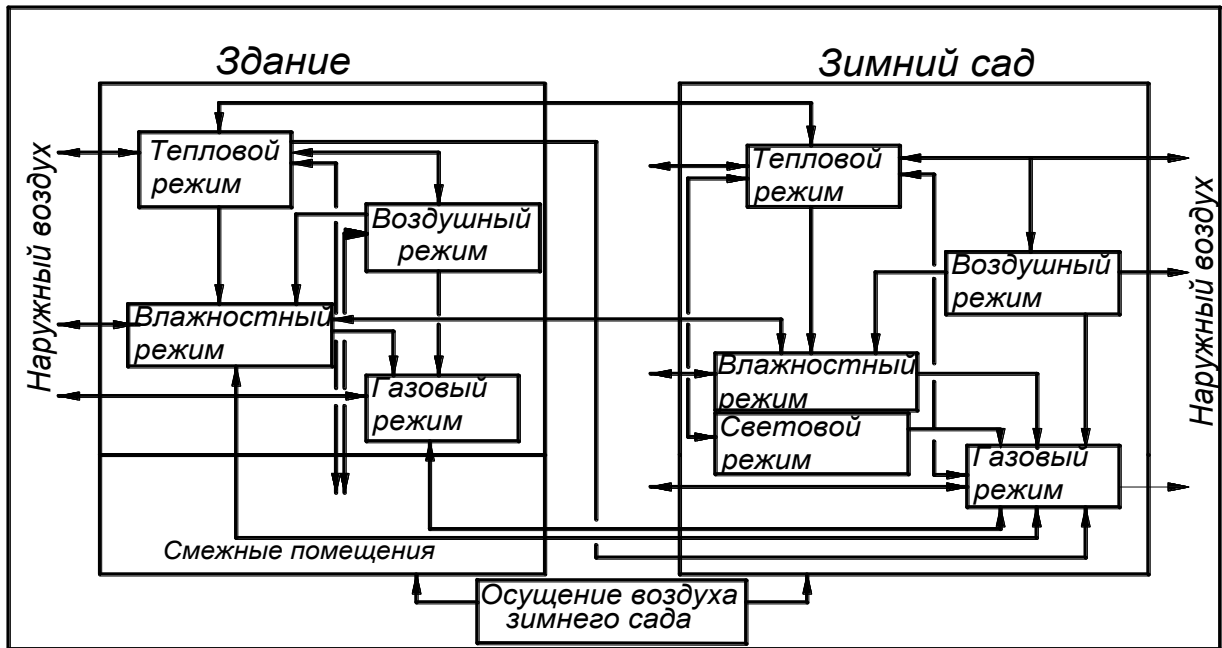 Здание
Зимний сад
Наружный воздух
Тепловой
режим
Воздушный
режим
Влажностный
режим
Газовый
режим
Смежные помещения
Тепловой
режим
Воздушный
режим
Влажностный
режим
Световой
режим
Газовый
режим
Наружный воздух
Осущение воздуха
зимнего сада